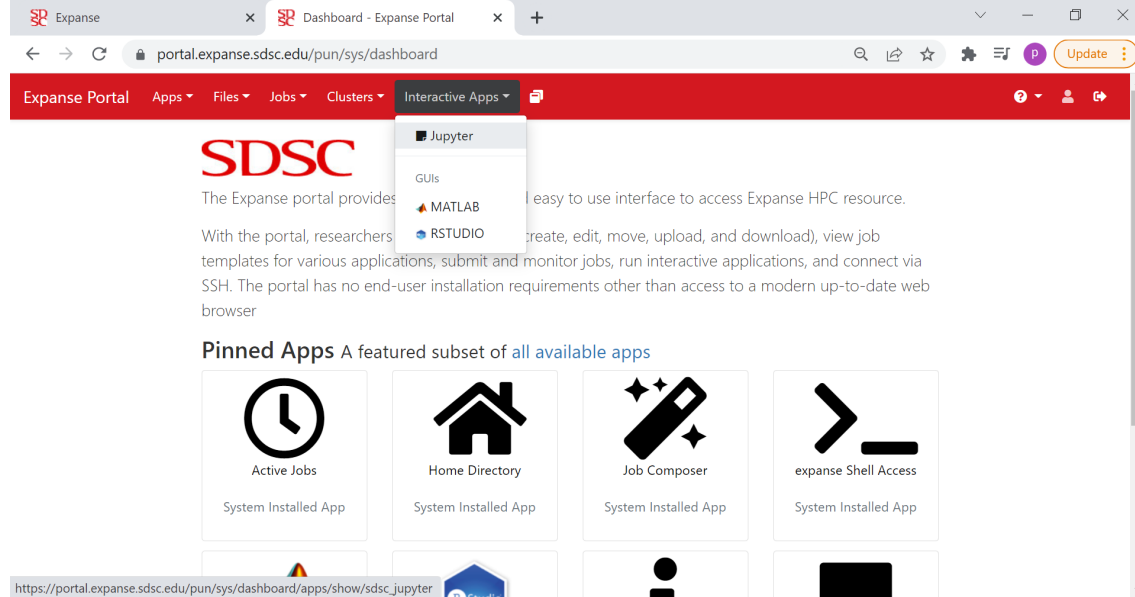 Expanse
Dashboard - Expanse Portal
portal.expanse.sdsc.edu/pun/sys/dashboard
P
Update
Expanse Portal Apps Files Jobs Clusters Interactive Apps
Jupyter
GUIs
MATLAB
RSTUDIO
SDSC
The Expanse portal provides easy to use interface to access Expanse HPC resource.
With the portal, researchers create, edit, move, upload, and download), view job
templates for various applications, submit and monitor jobs, run interactive applications, and connect via
SSH. The portal has no end-user installation requirements other than access to a modern up-to-date web
browser
Pinned Apps A featured subset of all available apps
Active Jobs
System Installed App
Home Directory
System Installed App
Job Composer
System Installed App
expanse Shell Access
System Installed App
https://portal.expanse.sdsc.edu/pun/sys/dashboard/apps/show/sdsc_jupyter